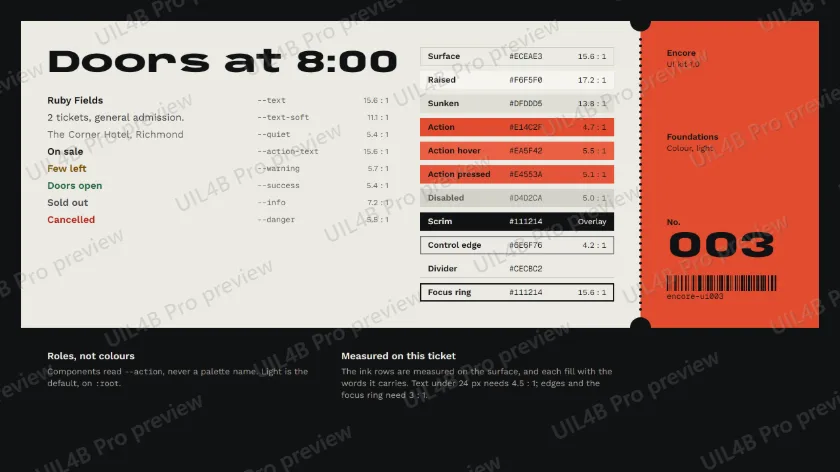 Doors at 8:00
Ruby Fields --text 15.6 : 1
2 tickets, general admission. --text-soft 11.1 : 1
The Corner Hotel, Richmond --quiet 5.4 : 1
On sale --action-text 15.6 : 1
Few left --warning 5.7 : 1
Doors open --success 5.4 : 1
Sold out --info 7.2 : 1
Cancelled --danger 5.5 : 1
Surface #ECEAE3 15.6 : 1
Raised #F6F5F0 17.2 : 1
Sunken #DFDDD5 13.8 : 1
Action #E14C2F 4.7 : 1
Action hover #EA5F42 5.5 : 1
Action pressed #E4553A 5.1 : 1
Disabled #D4D2CA 5.0 : 1
Scrim #111214 Overlay
Control edge #6E6F76 4.2 : 1
Divider #CECBC2
Focus ring #111214 15.6 : 1
Encore
UI kit 4.0
Foundations
Colour, light
No.
003
encore-ui003
Roles, not colours
Components read --action, never a palette name. Light is the
default, on :root.
Measured on this ticket
The ink rows are measured on the surface, and each fill with the
words it carries. Text under 24 px needs 4.5 : 1; edges and the
focus ring need 3 : 1.
UIL4B Pro preview